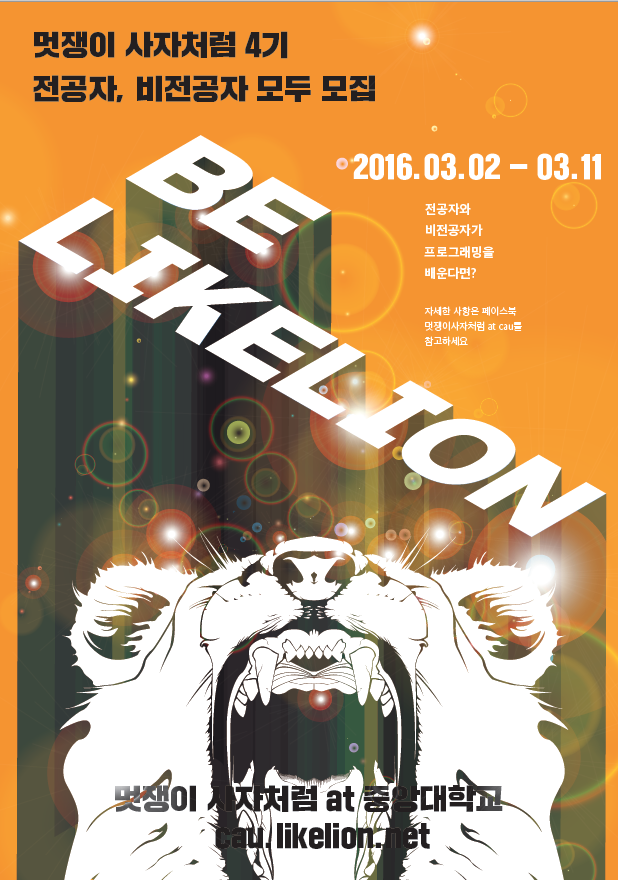 멋쟁이 사자처럼 4기
전공자, 비전공자 모두 모집
2016.03.02 – 03.11
전공자와
비전공자가
프로그래밍을
배운다면?
자세한 사항은 페이스북
멋쟁이사자처럼 at cau를
참고하세요
BE
LIKELION
멋쟁이 사자처럼 at 중앙대학교
cau.likelion.net